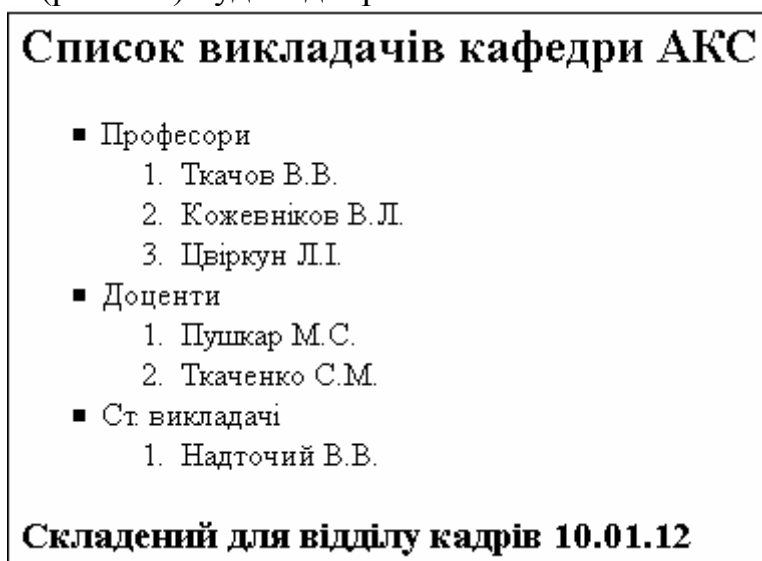 Список викладачів кафедри АКС
▪ Професори
1. Ткачов В.В.
2. Кожевніков В.Л.
3. Цвіркун Л.І.
▪ Доценти
1. Пушкар М.С.
2. Ткаченко С.М.
▪ Ст. викладачі
1. Надточий В.В.
Складений для відділу кадрів 10.01.12